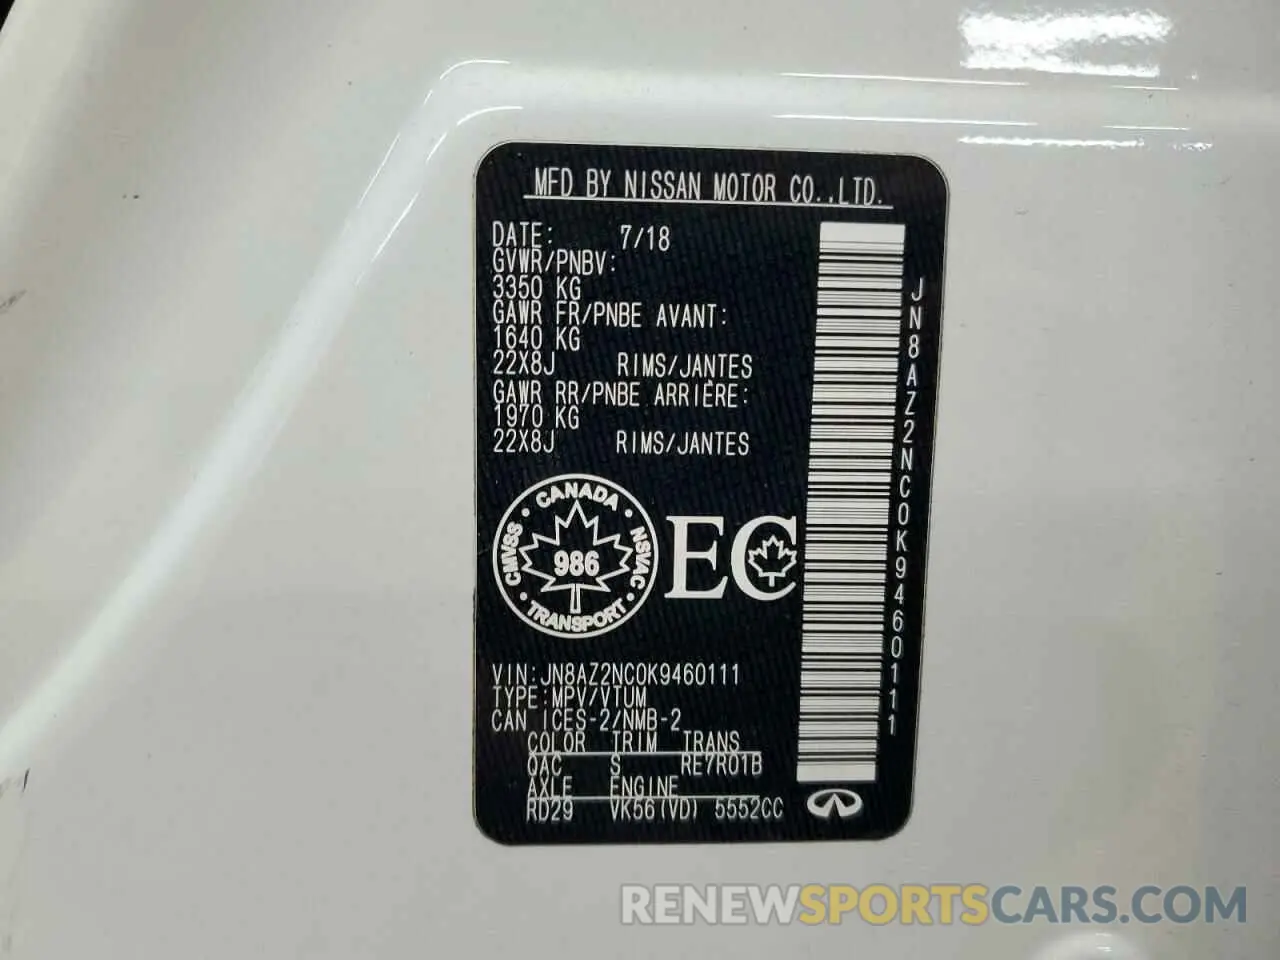 MFD BY NISSAN MOTOR CO.,LTD.
DATE: 7/18
GVWR/PNBV:
3350 KG
GAWR FR/PNBE AVANT:
1640 KG
22X8J RIMS/JANTES
GAWR RR/PNBE ARRIÈRE:
1970 KG
22X8J RIMS/JANTES
CANADA
CMVSS 986 NSVAC
TRANSPORT
EC
VIN:JN8AZ2NC0K9460111
TYPE:MPV/VTUM
CAN ICES-2/NMB-2
COLOR TRIM TRANS
QAC S RE7R01B
AXLE ENGINE
RD29 VK56(VD) 5552CC
JN8AZ2NC0K9460111
RENEWSPORTSCARS.COM